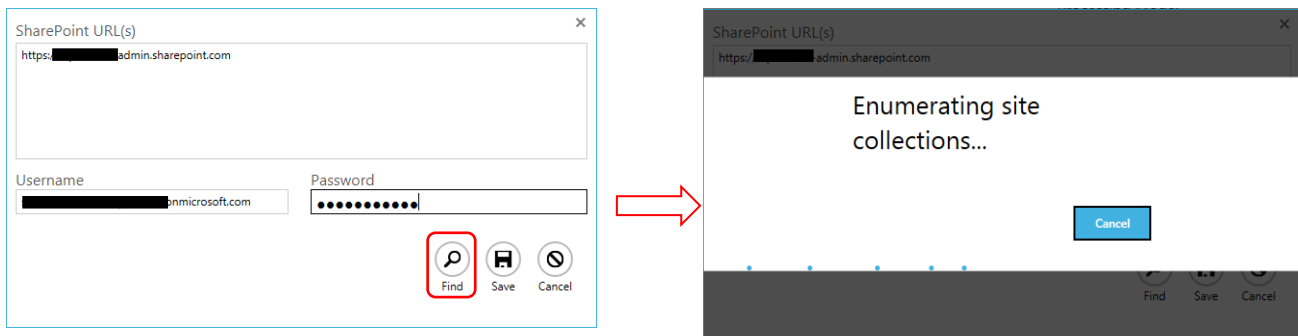 SharePoint URL(s)
https:/ admin.sharepoint.com
Username
Password
onmicrosoft.com
Find
Save
Cancel
SharePoint URL(s)
https:/ -admin.sharepoint.com
Enumerating site
collections...
Cancel
Find
Save
Cancel